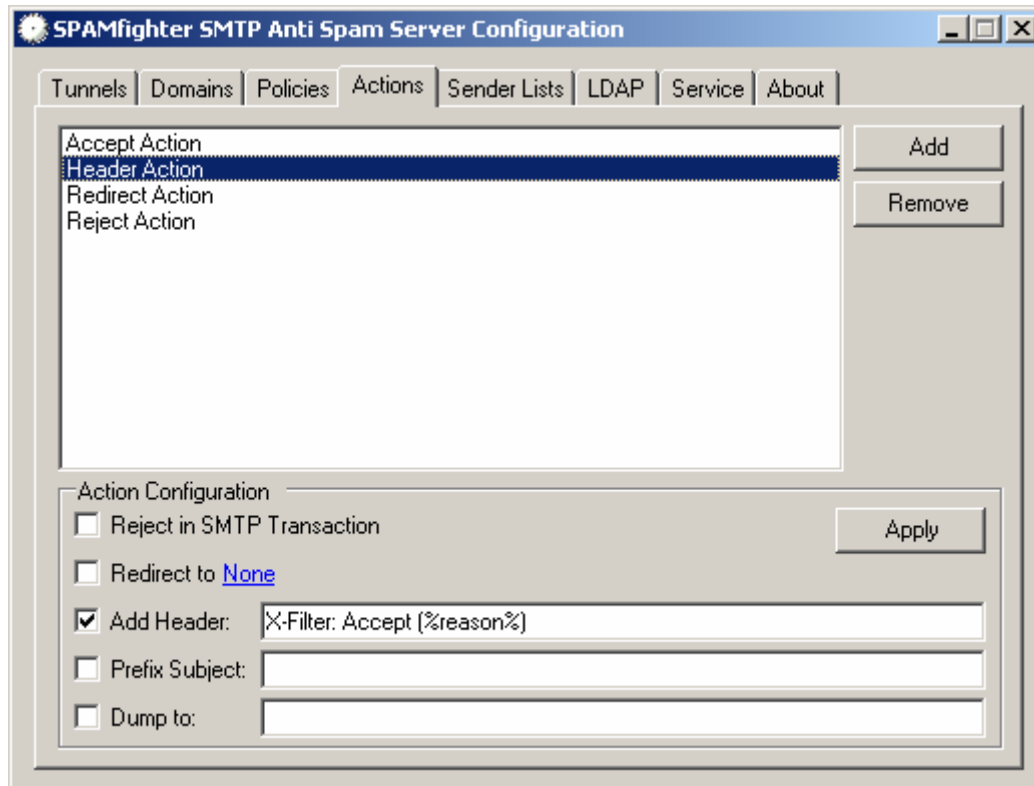 SPAMfighter SMTP Anti Spam Server Configuration
Tunnels Domains Policies Actions Sender Lists LDAP Service About
Accept Action
Header Action
Redirect Action
Reject Action
Add
Remove
Action Configuration
Reject in SMTP Transaction
Apply
Redirect to None
Add Header: X-Filter: Accept (%reason%)
Prefix Subject:
Dump to: